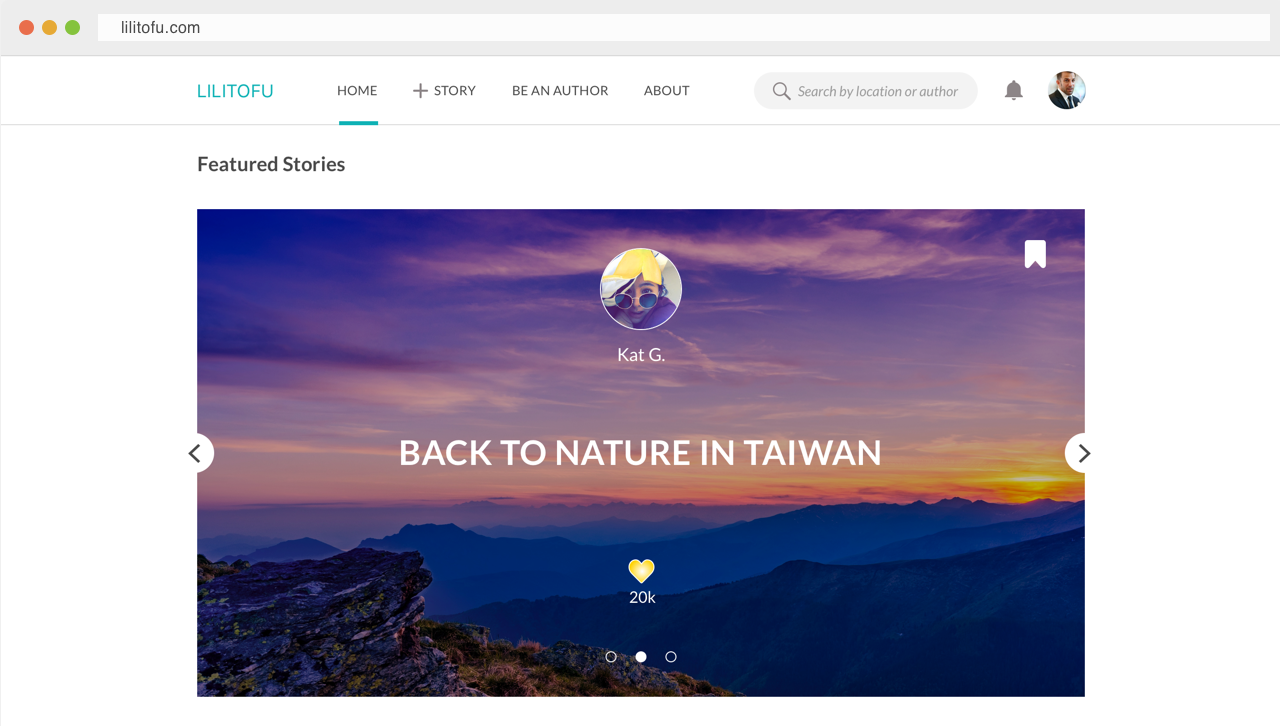 lilitofu.com
LILITOFU HOME STORY BE AN AUTHOR ABOUT Search by location or author
Featured Stories
Kat G.
BACK TO NATURE IN TAIWAN
20k